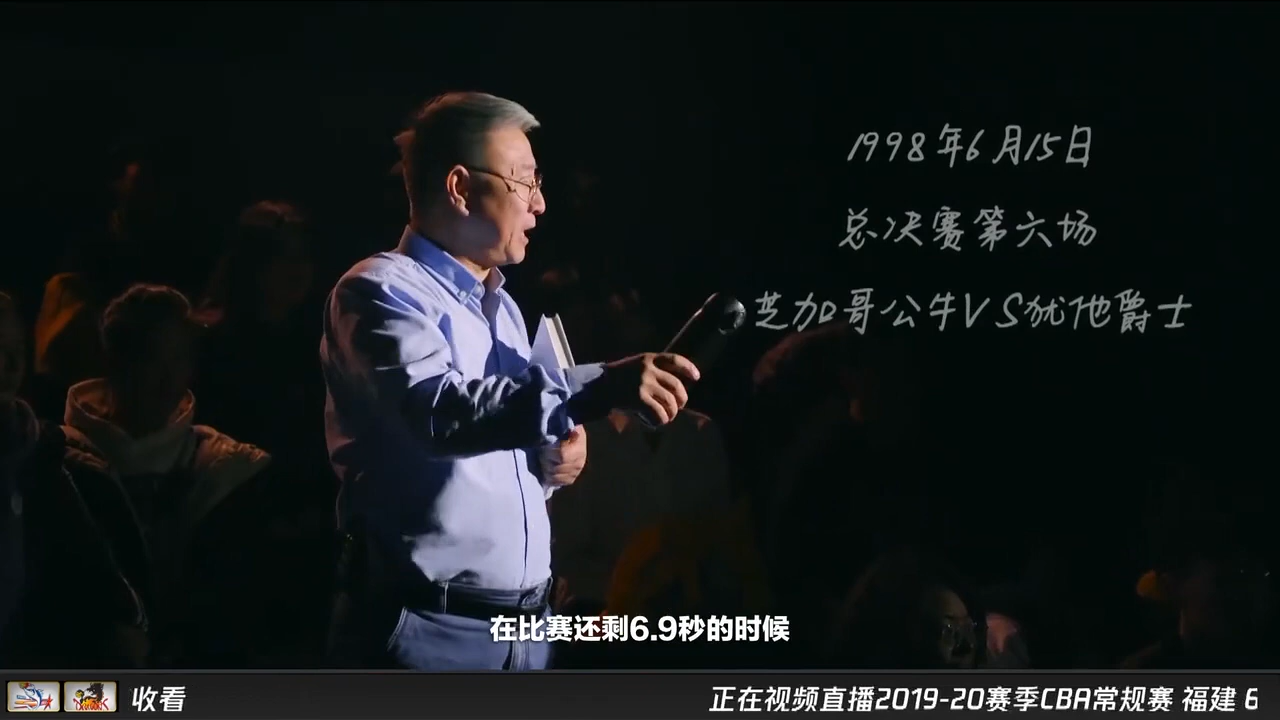 1998年6月15日
总决赛第六场
芝加哥公牛VS犹他爵士
在比赛还剩6.9秒的时候
收看
正在视频直播2019-20赛季CBA常规赛 福建 6